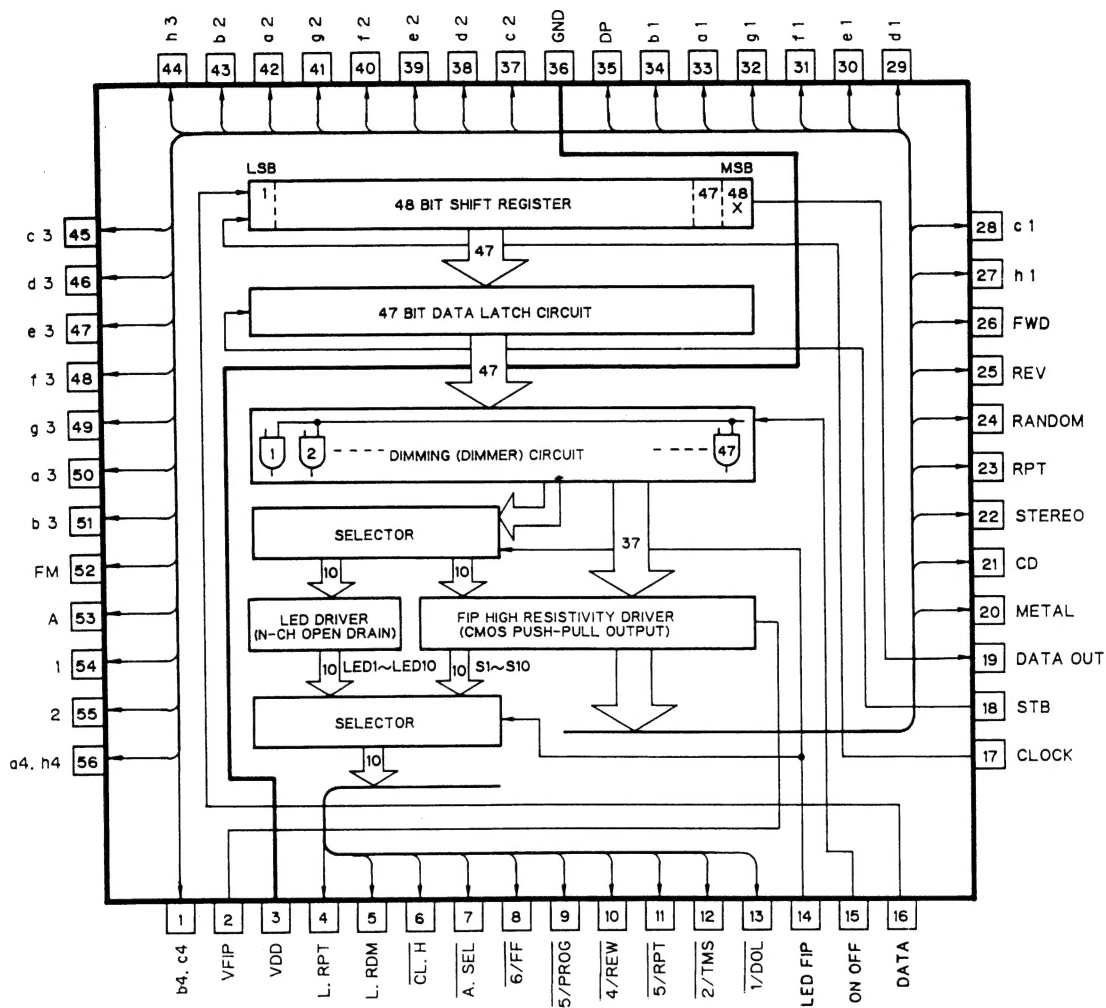 h3 b2 a2 g2 f2 e2 d2 c2 GND DP b1 a1 g1 f1 e1 d1
44 43 42 41 40 39 38 37 36 35 34 33 32 31 30 29
LSB MSB
1 48 BIT SHIFT REGISTER 47 48
X
c3 45
28 c1
47
d3 46
27 h1
47 BIT DATA LATCH CIRCUIT
e3 47
26 FWD
47
f3 48
25 REV
g3 49
24 RANDOM
1 2 DIMMING (DIMMER) CIRCUIT 47
a3 50
23 RPT
b3 51
22 STEREO
SELECTOR
37
FM 52
21 CD
10 10
A 53
20 METAL
LED DRIVER
(N-CH OPEN DRAIN)
FIP HIGH RESISTIVITY DRIVER
(CMOS PUSH-PULL OUTPUT)
1 54
19 DATA OUT
10 LED1~LED10 10 S1~S10
2 55
18 STB
SELECTOR
a4, h4 56
17 CLOCK
10
1 2 3 4 5 6 7 8 9 10 11 12 13 14 15 16
b4, c4 VFIP VDD L. RPT L. RDM CL. H A. SEL 6/FF 5/PROG 4/REW 5/RPT 2/TMS 1/DOL LED FIP ON OFF DATA